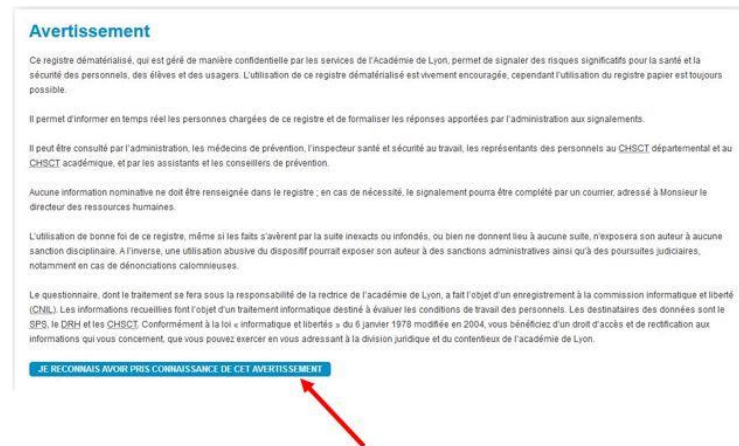 Avertissement
Ce registre dématérialisé, qui est géré de manière confidentielle par les services de l'Académie de Lyon, permet de signaler des risques significatifs pour la santé et la
sécurité des personnels, des élèves et des usagers. L'utilisation de ce registre dématérialisé est vivement encouragée, cependant l'utilisation du registre papier est toujours
possible.
Il permet d'informer en temps réel les personnes chargées de ce registre et de formaliser les réponses apportées par l'administration aux signalements.
Il peut être consulté par l'administration, les médecins de prévention, l'inspecteur santé et sécurité au travail, les représentants des personnels au CHSCT départemental et au
CHSCT académique, et par les assistants et les conseillers de prévention.
Aucune information nominative ne doit être renseignée dans le registre ; en cas de nécessité, le signalement pourra être complété par un courrier, adressé à Monsieur le
directeur des ressources humaines.
L'utilisation de bonne foi de ce registre, même si les faits s'avèrent par la suite inexacts ou infondés, ou bien ne donnent lieu à aucune suite, n'exposera son auteur à aucune
sanction disciplinaire. A l'inverse, une utilisation abusive du dispositif pourrait exposer son auteur à des sanctions administratives ainsi qu'à des poursuites judiciaires,
notamment en cas de dénonciations calomnieuses.
Le questionnaire, dont le traitement se fera sous la responsabilité de la rectrice de l'académie de Lyon, a fait l'objet d'un enregistrement à la commission informatique et liberté
(CNIL). Les informations recueillies font l'objet d'un traitement informatique destiné à évaluer les conditions de travail des personnels. Les destinataires des données sont le
SPS, le DRH et les CHSCT. Conformément à la loi « informatique et libertés » du 6 janvier 1978 modifiée en 2004, vous bénéficiez d'un droit d'accès et de rectification aux
informations qui vous concernent, que vous pouvez exercer en vous adressant à la division juridique et du contentieux de l'académie de Lyon.
JE RECONNAIS AVOIR PRIS CONNAISSANCE DE CET AVERTISSEMENT